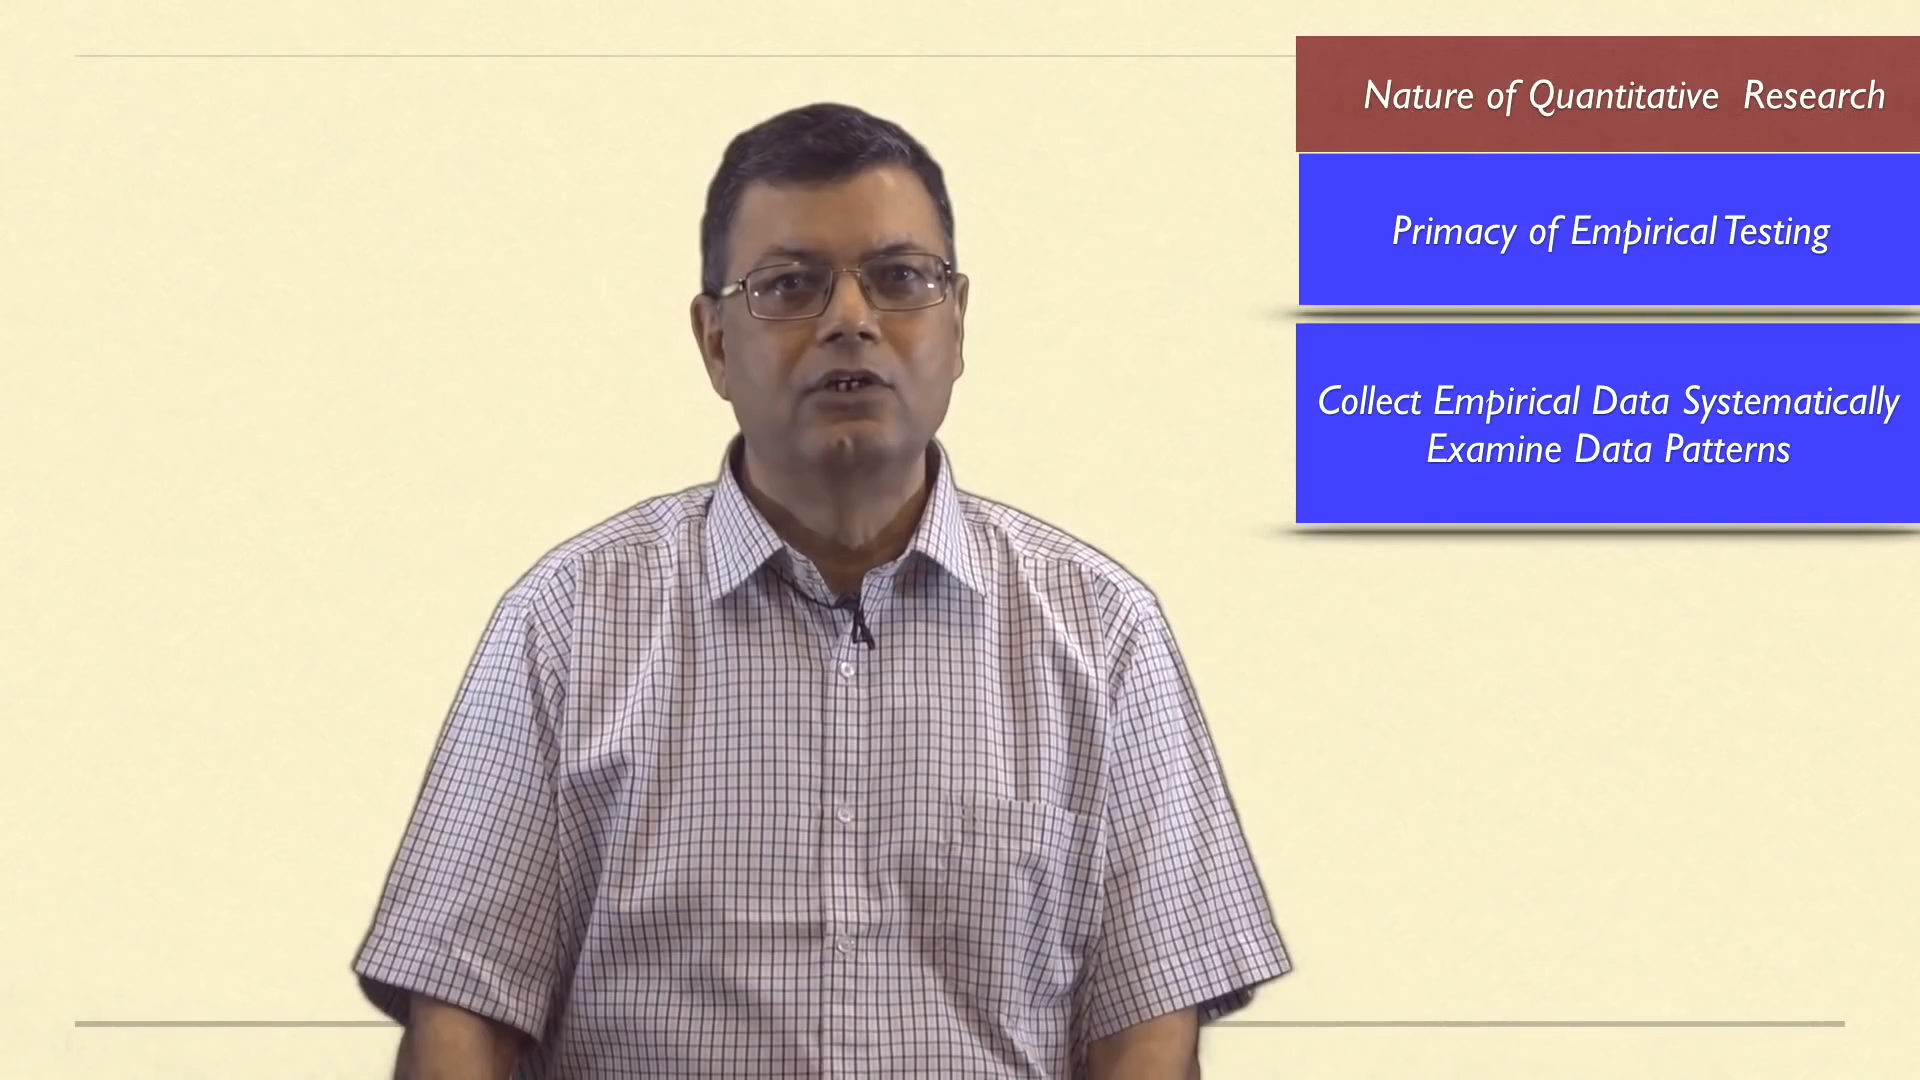 Nature of Quantitative Research
Primacy of Empirical Testing
Collect Empirical Data Systematically
Examine Data Patterns